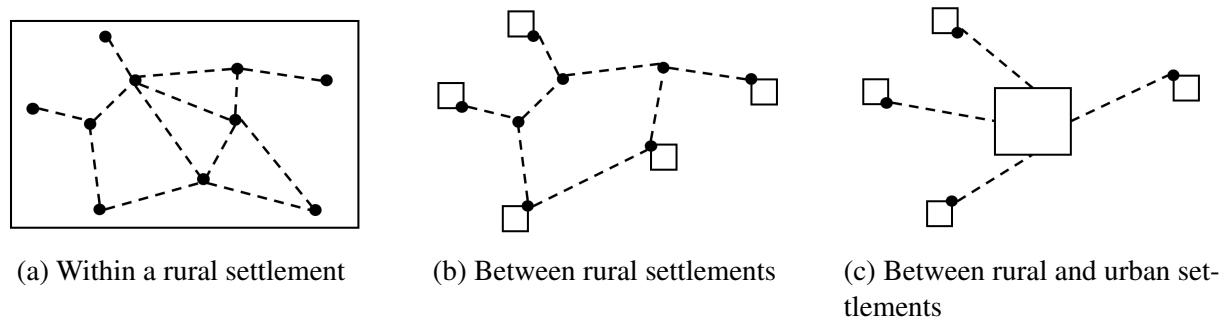 (a) Within a rural settlement
(b) Between rural settlements
(c) Between rural and urban set-
tlements